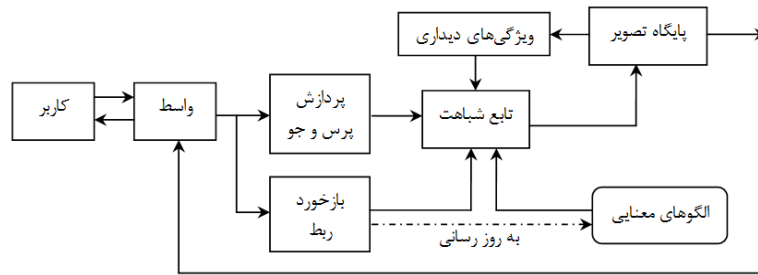 پایگاه تصویر
ویژگی‌های دیداری
پردازش
پرس و جو
تابع شباهت
واسط
کاربر
بازخورد
ربط
الگوهای معنایی
به روز رسانی